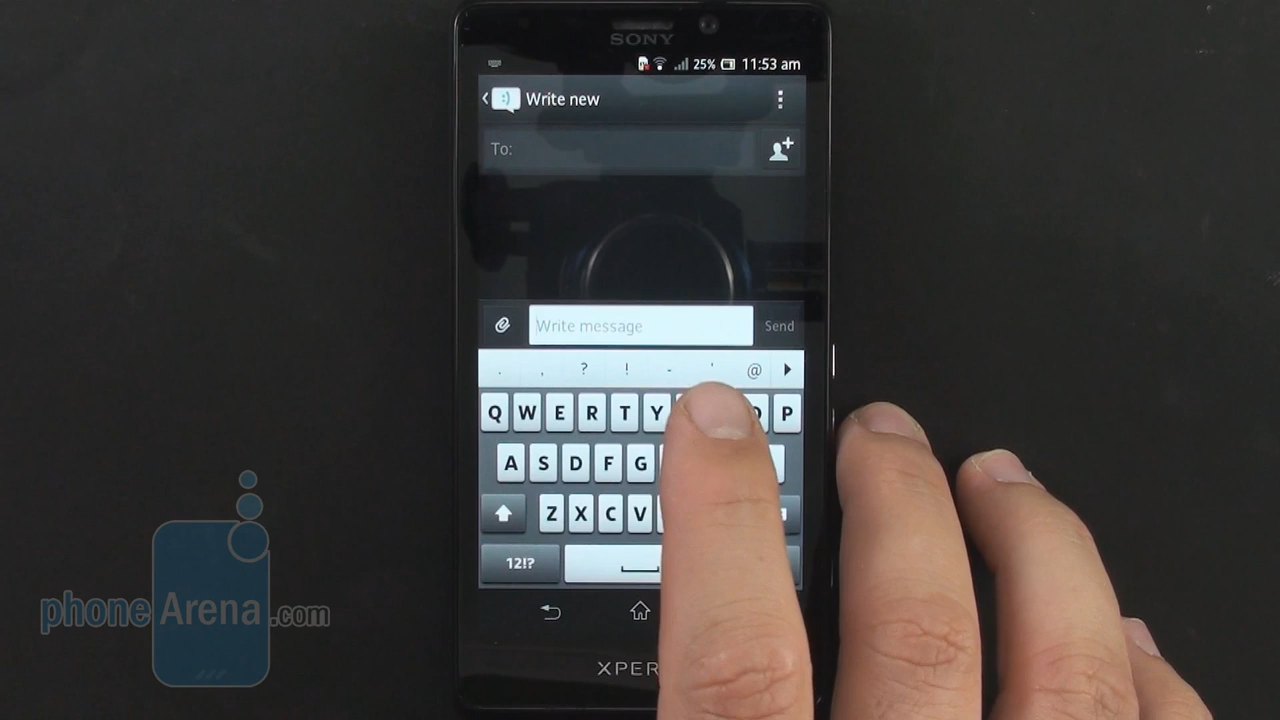 SONY
25% 11:53 am
Write new
To:
Write message Send
. , ? ! - ' @
Q W E R T Y P
A S D F G
Z X C V
12!?
XPER
phoneArena.com